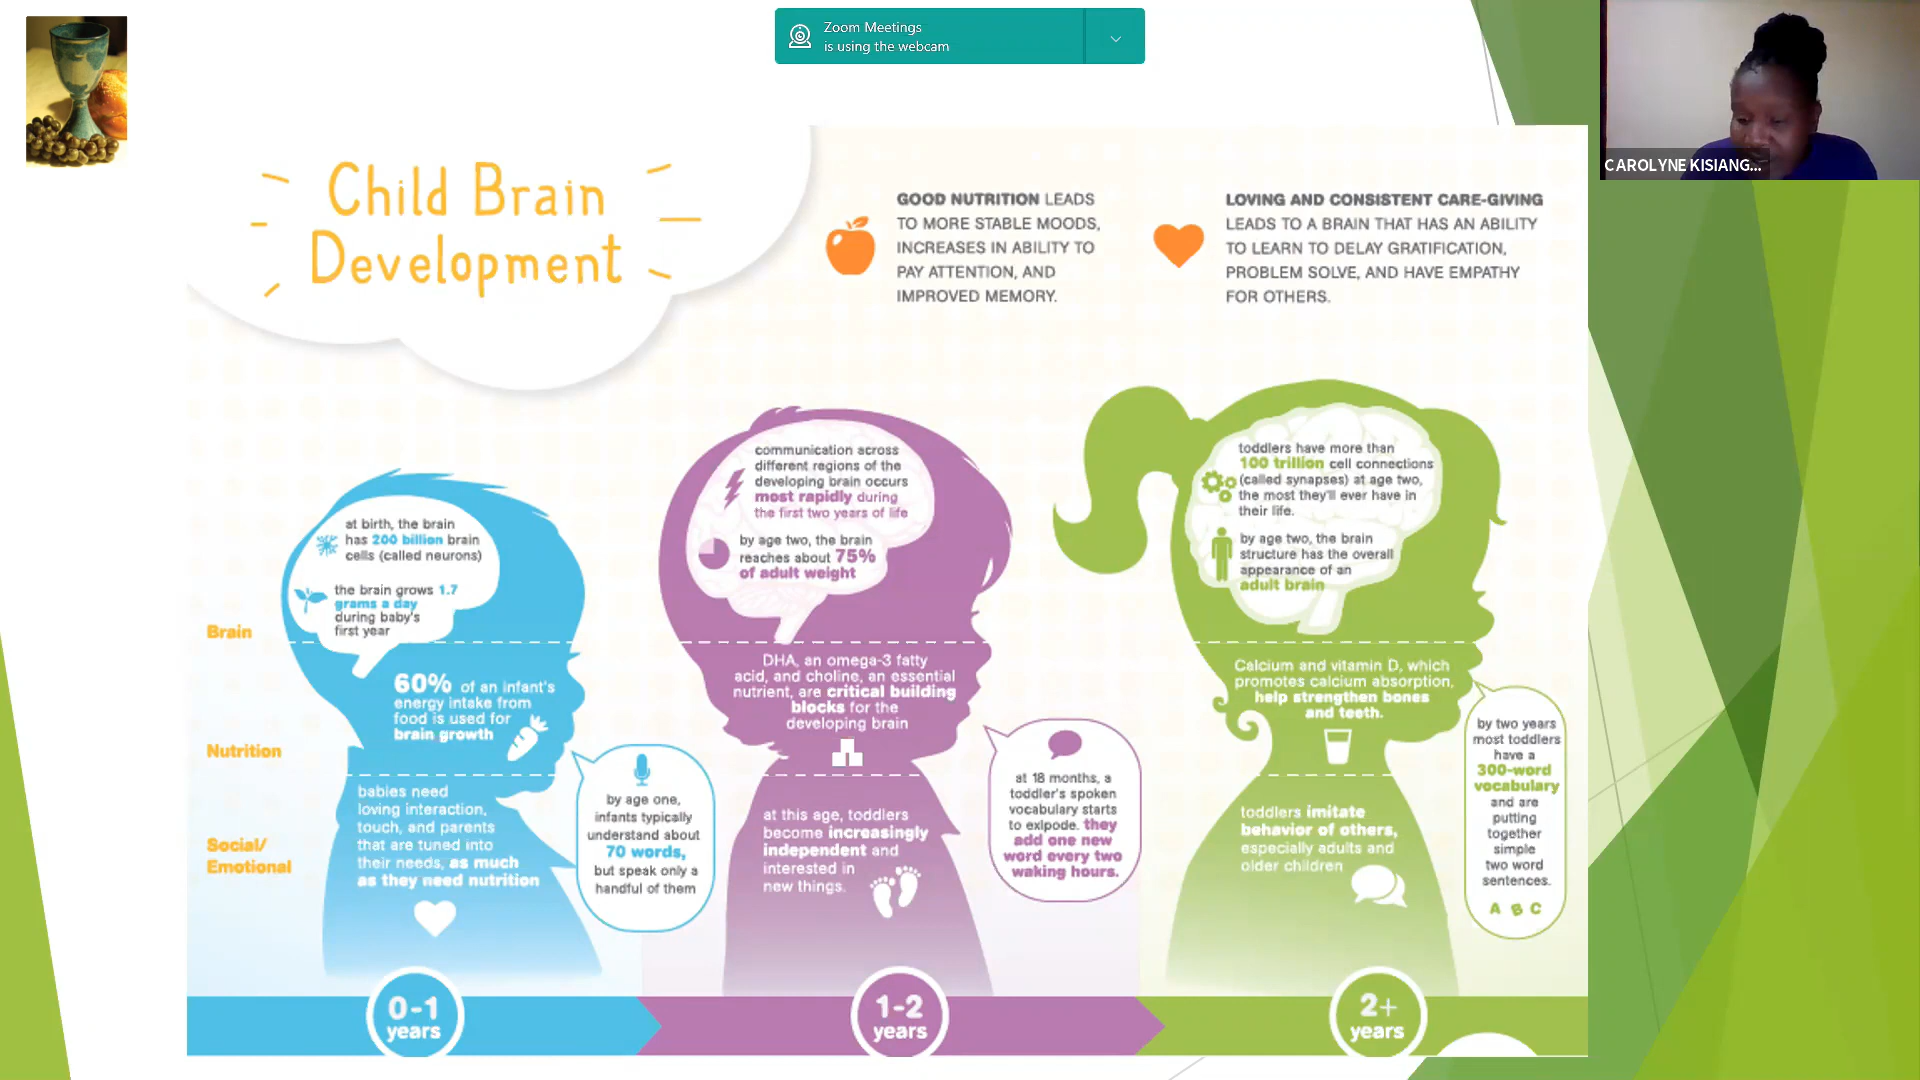 Zoom Meetings
is using the webcam
CAROLYNE KISIANG...
Child Brain
Development
GOOD NUTRITION LEADS
TO MORE STABLE MOODS,
INCREASES IN ABILITY TO
PAY ATTENTION, AND
IMPROVED MEMORY.
LOVING AND CONSISTENT CARE-GIVING
LEADS TO A BRAIN THAT HAS AN ABILITY
TO LEARN TO DELAY GRATIFICATION,
PROBLEM SOLVE, AND HAVE EMPATHY
FOR OTHERS.
Brain
Nutrition
Social/
Emotional
at birth, the brain
has 200 billion brain
cells (called neurons)
the brain grows 1.7
grams a day
during baby's
first year
60% of an infant's
energy intake from
food is used for
brain growth
babies need
loving interaction,
touch, and parents
that are tuned into
their needs, as much
as they need nutrition
by age one,
infants typically
understand about
70 words,
but speak only a
handful of them
0-1
years
communication across
different regions of the
developing brain occurs
most rapidly during
the first two years of life
by age two, the brain
reaches about 75%
of adult weight
DHA, an omega-3 fatty
acid, and choline, an essential
nutrient, are critical building
blocks for the
developing brain
at this age, toddlers
become increasingly
independent and
interested in
new things.
at 18 months, a
toddler's spoken
vocabulary starts
to exlpode. they
add one new
word every two
waking hours.
1-2
years
toddlers have more than
100 trillion cell connections
(called synapses) at age two,
the most they'll ever have in
their life.
by age two, the brain
structure has the overall
appearance of an
adult brain
Calcium and vitamin D, which
promotes calcium absorption,
help strengthen bones
and teeth.
toddlers imitate
behavior of others,
especially adults and
older children
by two years
most toddlers
have a
300-word
vocabulary
and are
putting
together
simple
two word
sentences.
A B C
2+
years